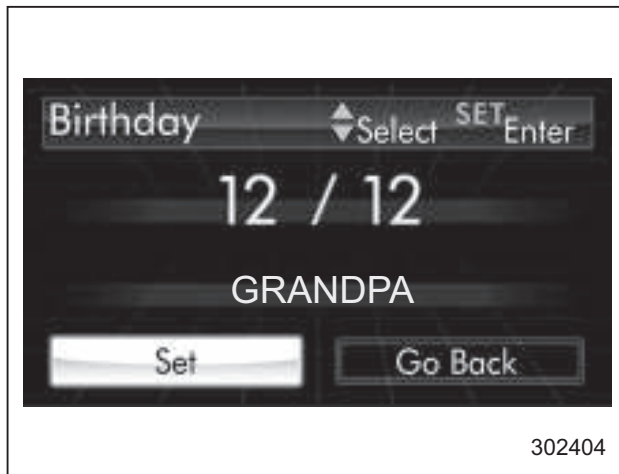 Birthday Select SET Enter
12 / 12
GRANDPA
Set Go Back
302404